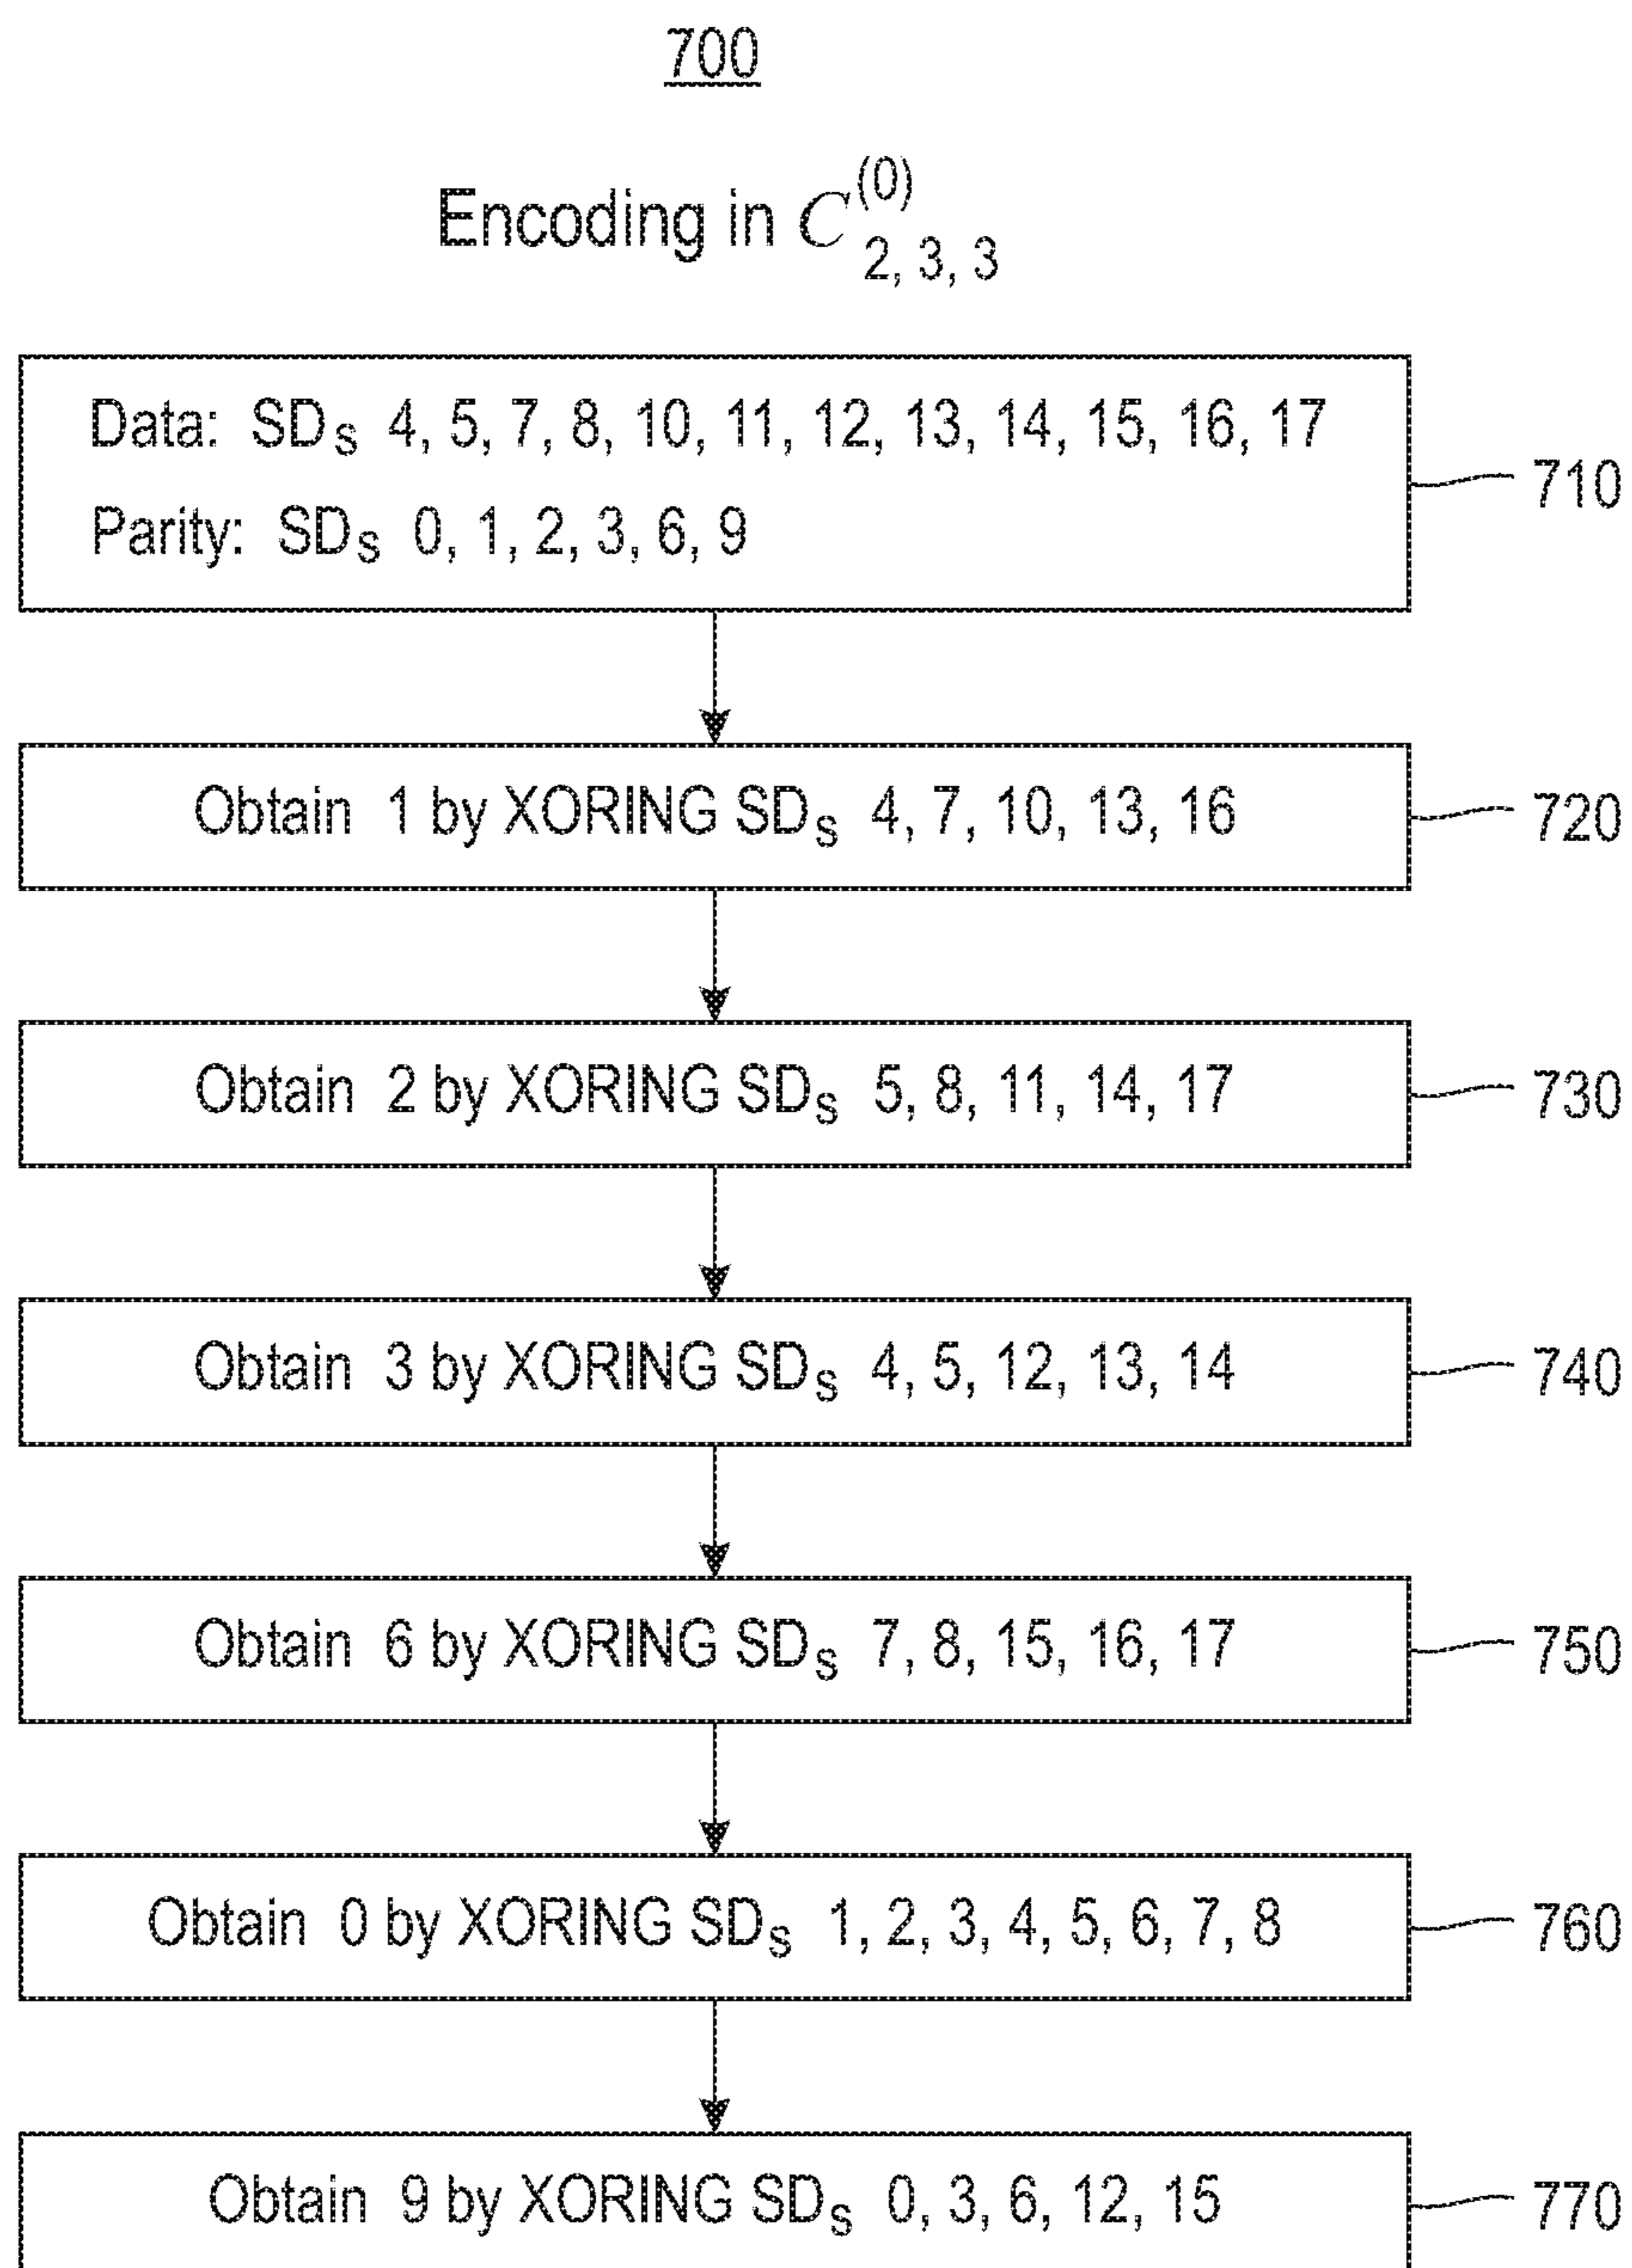 700
Encoding in C^{(0)}_{2, 3, 3}
Data: SDs 4, 5, 7, 8, 10, 11, 12, 13, 14, 15, 16, 17
Parity: SDs 0, 1, 2, 3, 6, 9
710
Obtain 1 by XORING SDs 4, 7, 10, 13, 16
720
Obtain 2 by XORING SDs 5, 8, 11, 14, 17
730
Obtain 3 by XORING SDs 4, 5, 12, 13, 14
740
Obtain 6 by XORING SDs 7, 8, 15, 16, 17
750
Obtain 0 by XORING SDs 1, 2, 3, 4, 5, 6, 7, 8
760
Obtain 9 by XORING SDs 0, 3, 6, 12, 15
770